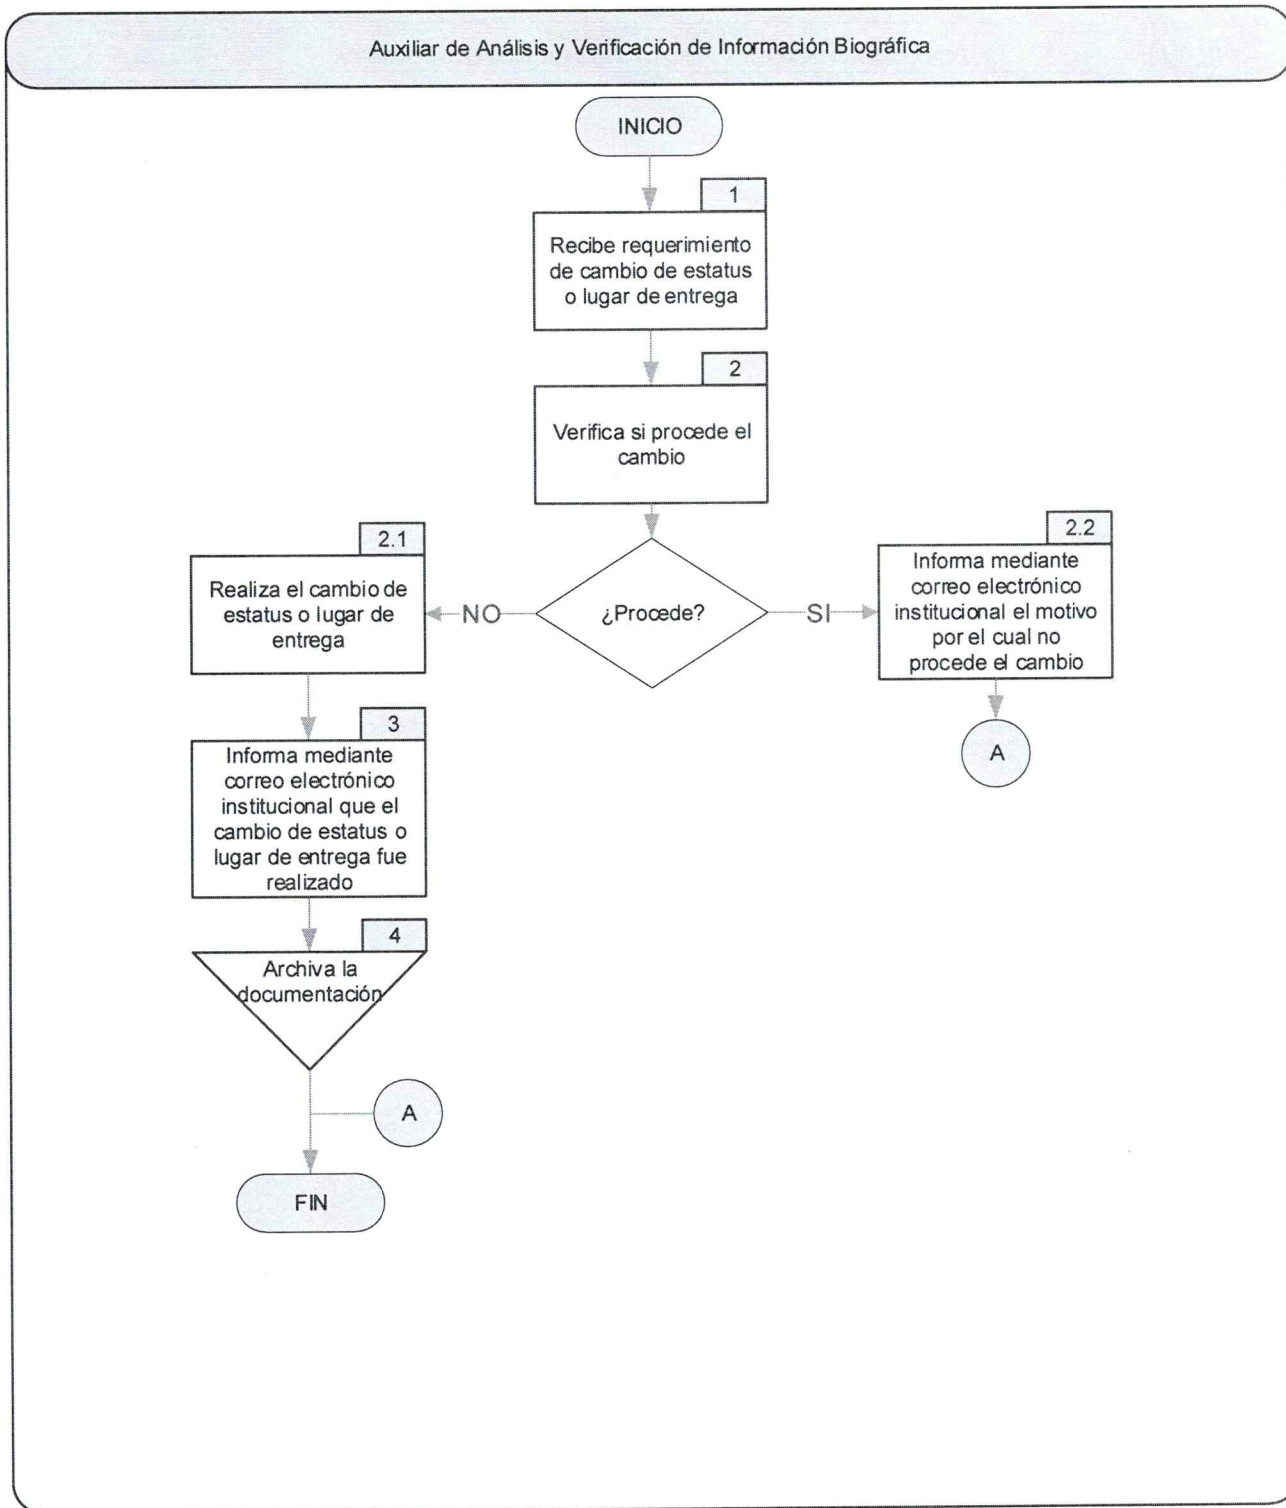 Auxiliar de Análisis y Verificación de Información Biográfica
INICIO
1
Recibe requerimiento
de cambio de estatus
o lugar de entrega
2
Verifica si procede el
cambio
¿Procede?
NO
SI
2.1
Realiza el cambio de
estatus o lugar de
entrega
2.2
Informa mediante
correo electrónico
institucional el motivo
por el cual no
procede el cambio
A
3
Informa mediante
correo electrónico
institucional que el
cambio de estatus o
lugar de entrega fue
realizado
4
Archiva la
documentación
A
FIN